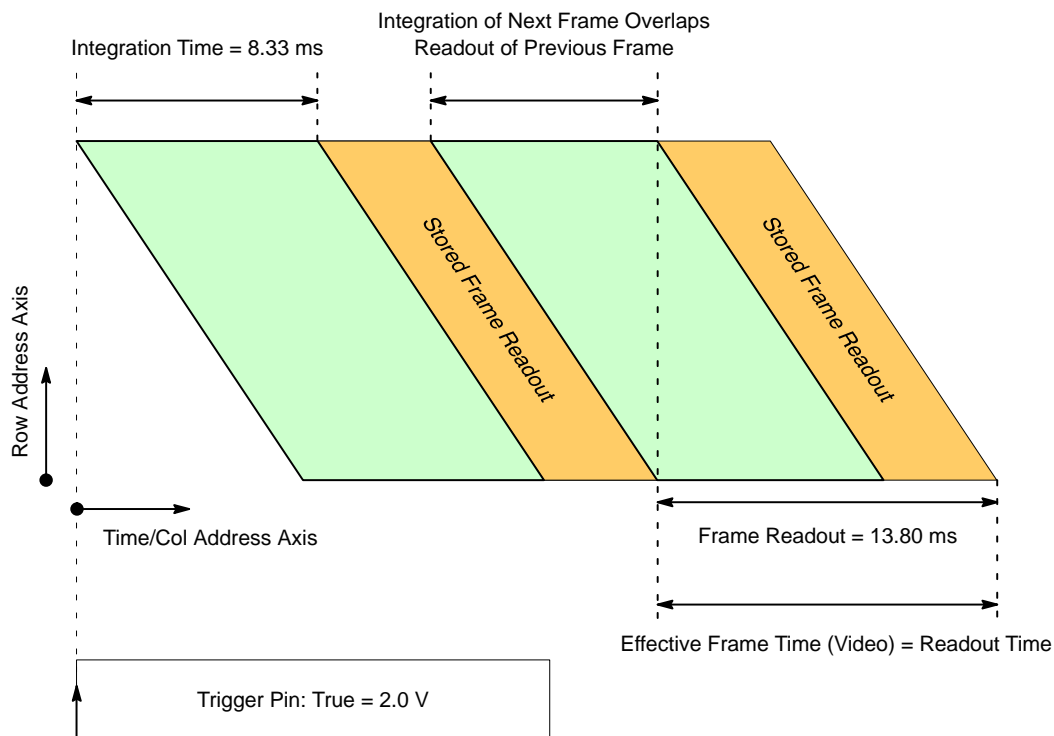 Integration of Next Frame Overlaps
Readout of Previous Frame
Integration Time = 8.33 ms
Stored Frame Readout
Stored Frame Readout
Row Address Axis
Time/Col Address Axis
Frame Readout = 13.80 ms
Effective Frame Time (Video) = Readout Time
Trigger Pin: True = 2.0 V